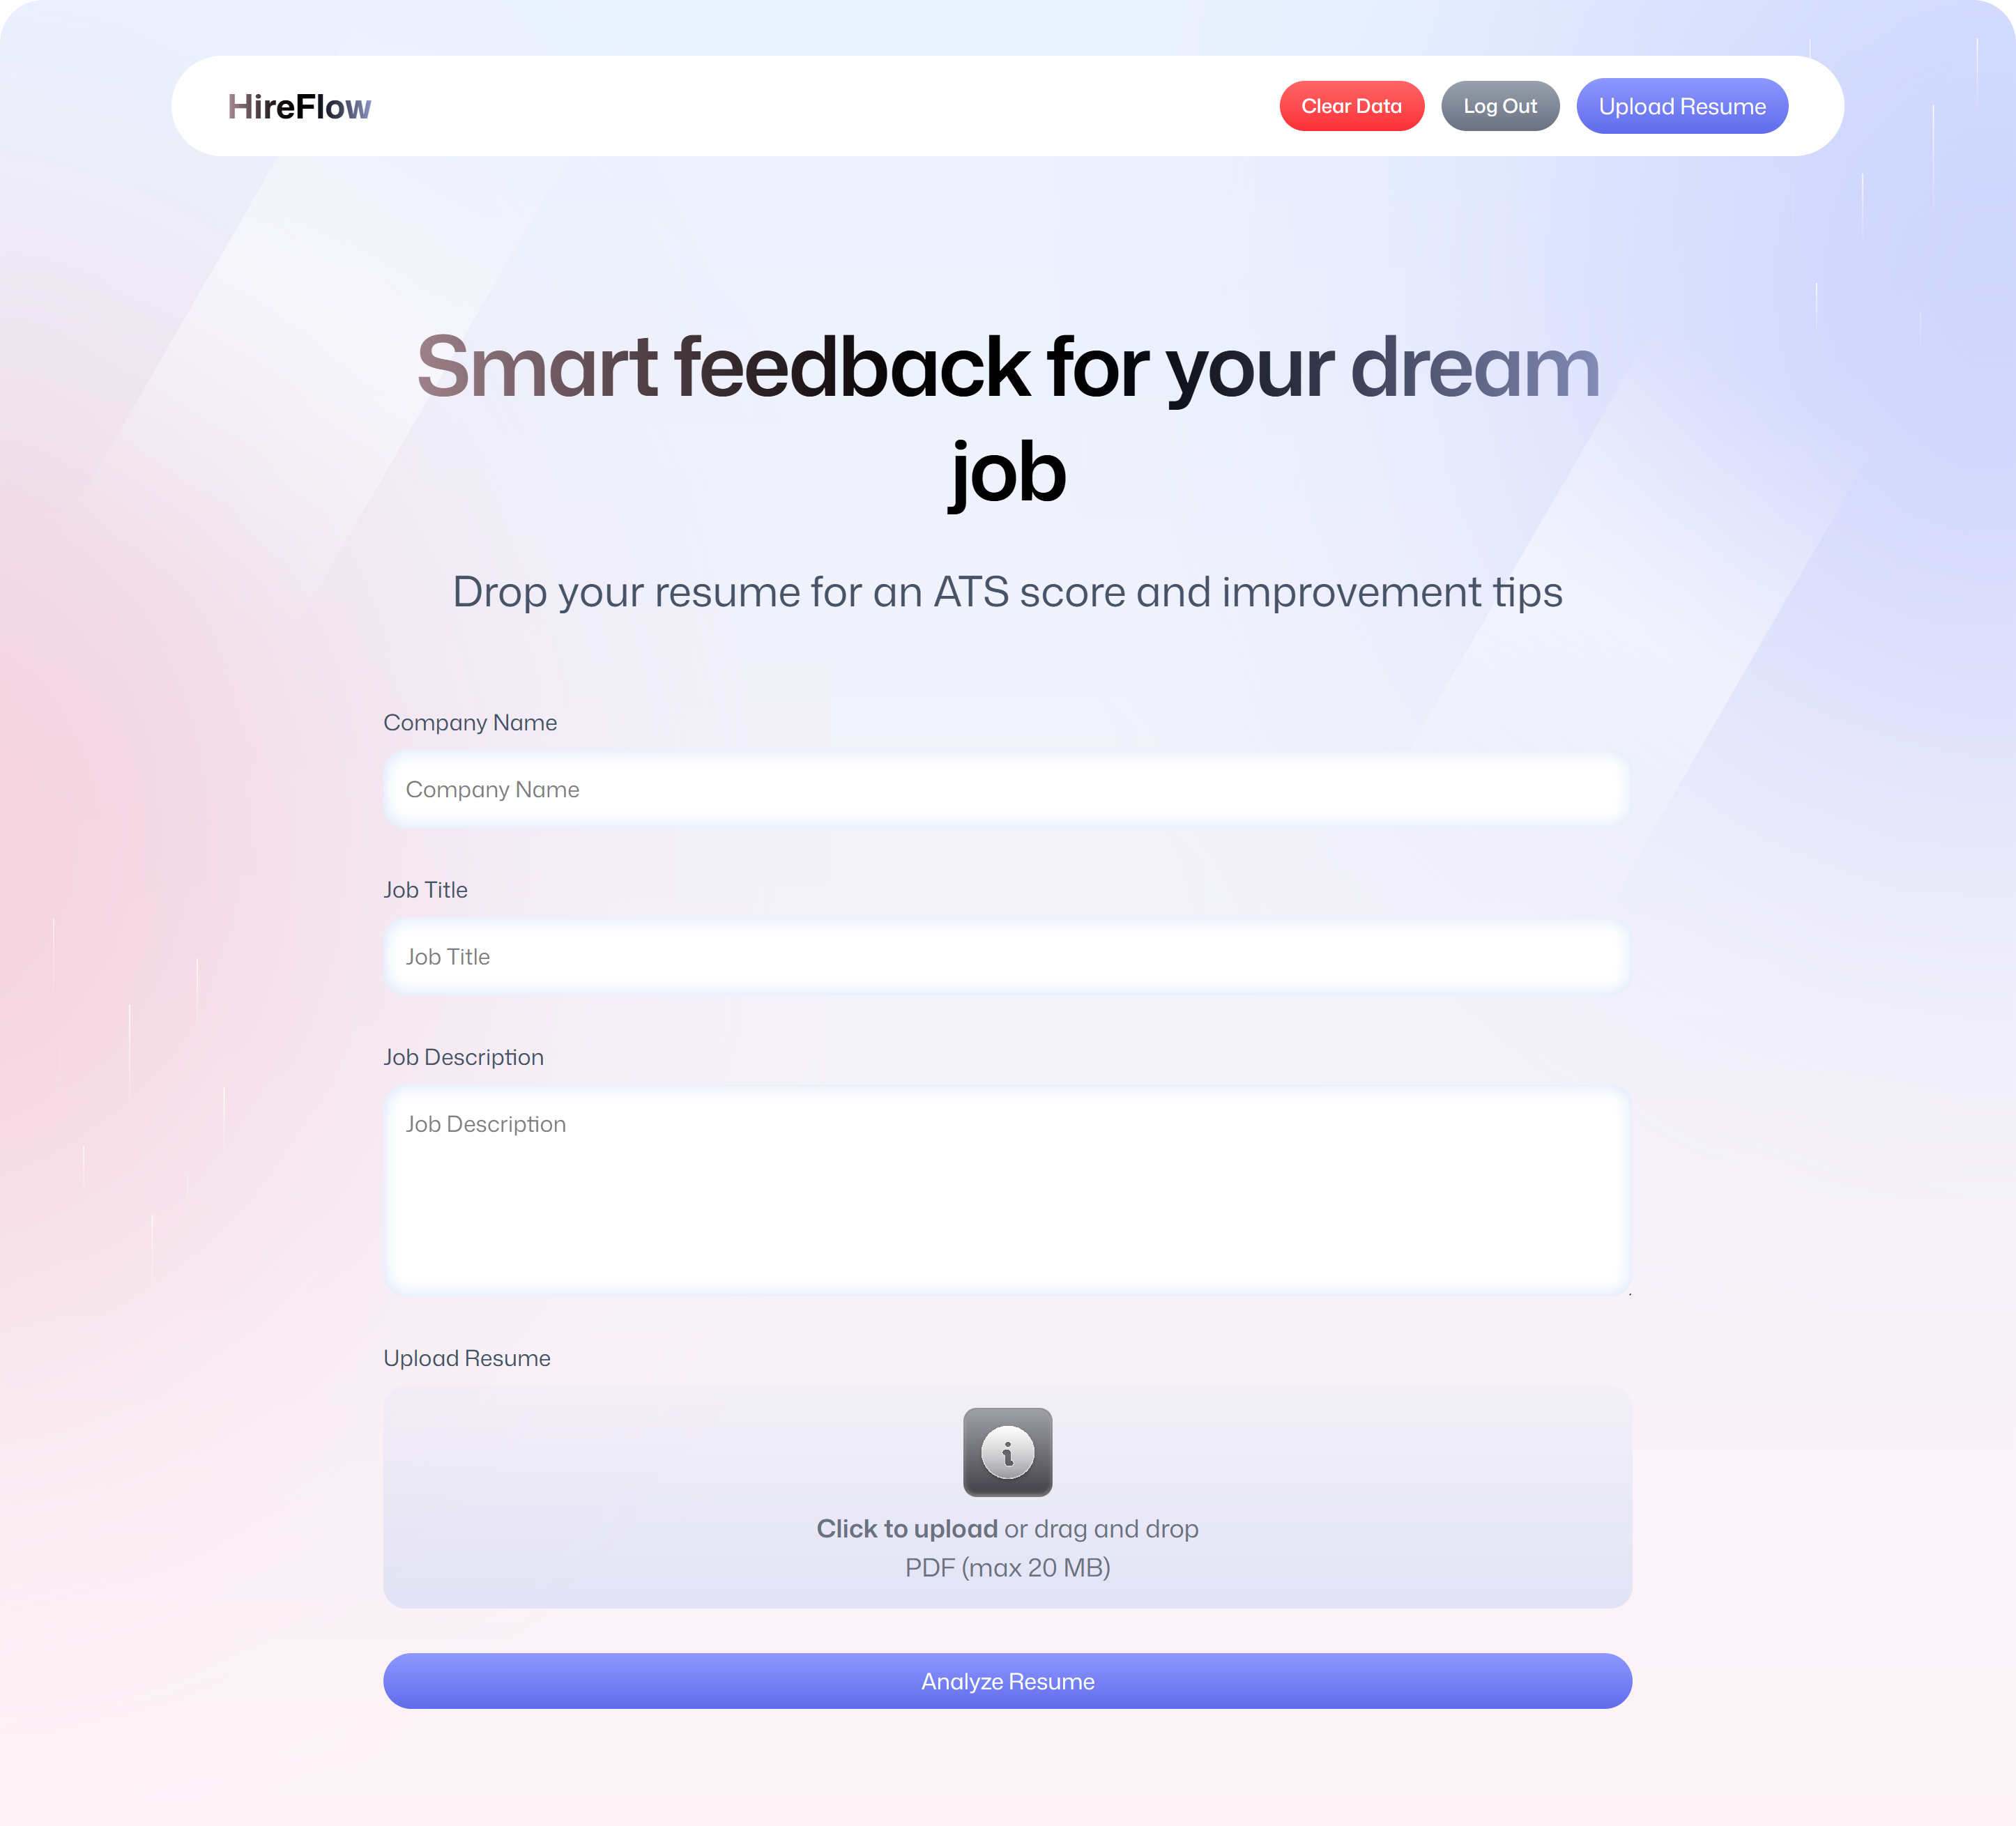 HireFlow
Clear Data
Log Out
Upload Resume
Smart feedback for your dream
job
Drop your resume for an ATS score and improvement tips
Company Name
Company Name
Job Title
Job Title
Job Description
Job Description
Upload Resume
i
Click to upload or drag and drop
PDF (max 20 MB)
Analyze Resume